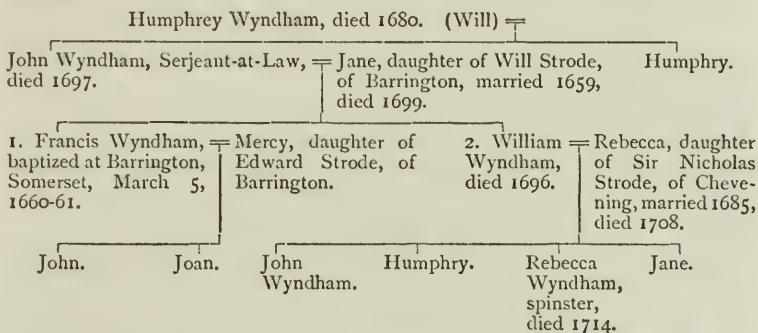 Humphrey Wyndham, died 1680. (Will) =
John Wyndham, Serjeant-at-Law,
died 1697.
= Jane, daughter of Will Strode,
of Barrington, married 1659,
died 1699.
Humphry.
1. Francis Wyndham,
baptized at Barrington,
Somerset, March 5,
1660-61.
= Mercy, daughter of
Edward Strode, of
Barrington.
2. William
Wyndham,
died 1696.
= Rebecca, daughter
of Sir Nicholas
Strode, of Cheve-
ning, married 1685,
died 1708.
John.
Joan.
John
Wyndham.
Humphry.
Rebecca
Wyndham,
spinster,
died 1714.
Jane.